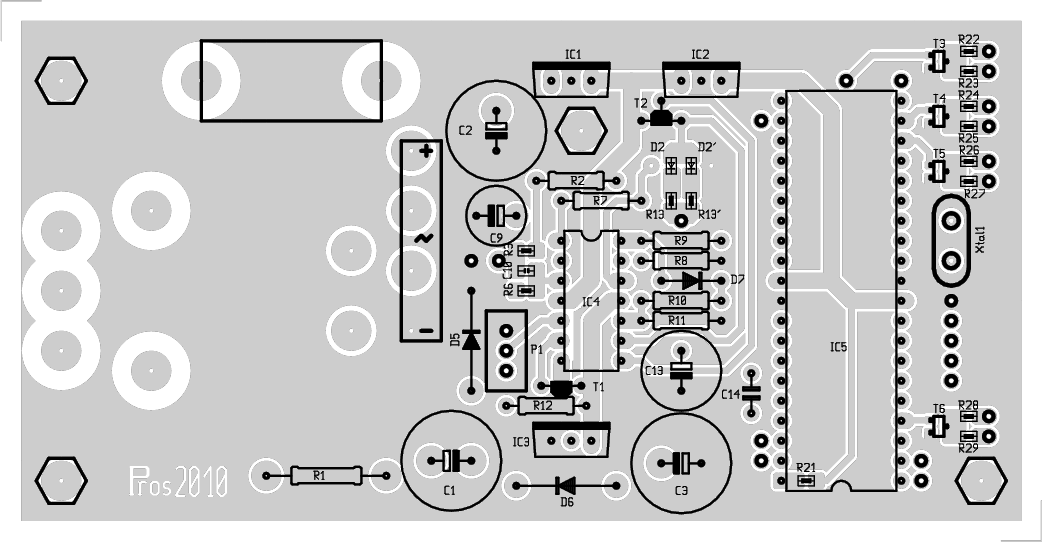 T3
R22
R23
IC1
IC2
T2
T4
R24
R25
C2
+
D2
D2´
T5
R26
R27
R2
R7
R13
R13´
~
C9
R3
C10
R6
R9
R8
D7
R10
R11
IC4
Xtal1
D5
P1
C13
IC5
T1
C14
-
R12
T6
R28
R29
IC3
Pros2010
R1
C1
D6
C3
R21